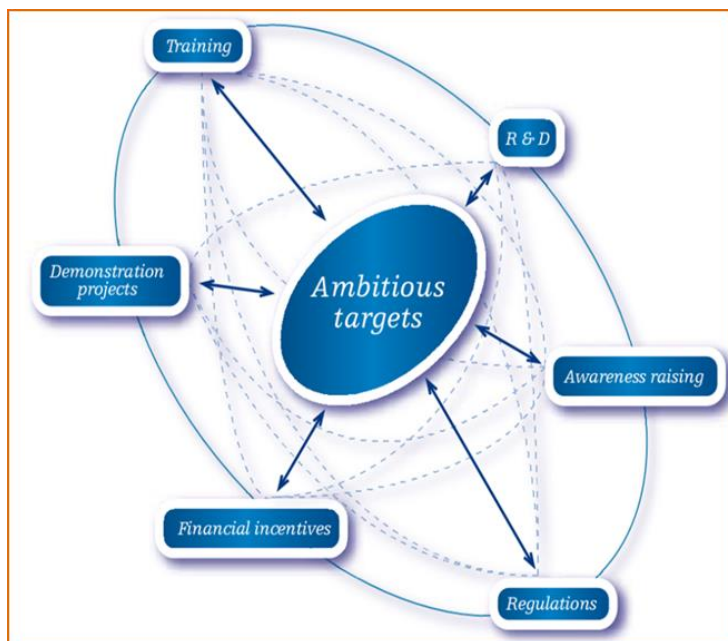 Training
R & D
Demonstration
projects
Ambitious
targets
Awareness raising
Financial incentives
Regulations